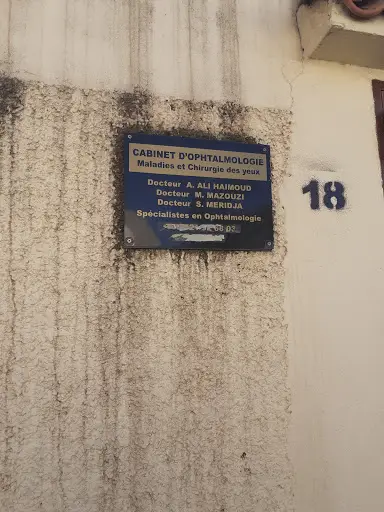 CABINET D'OPHTALMOLOGIE
Maladies et Chirurgie des yeux
Docteur A. ALI HAIMOUD
Docteur M. MAZOUZI
Docteur S. MERIDJA
Spécialistes en Ophtalmologie
18